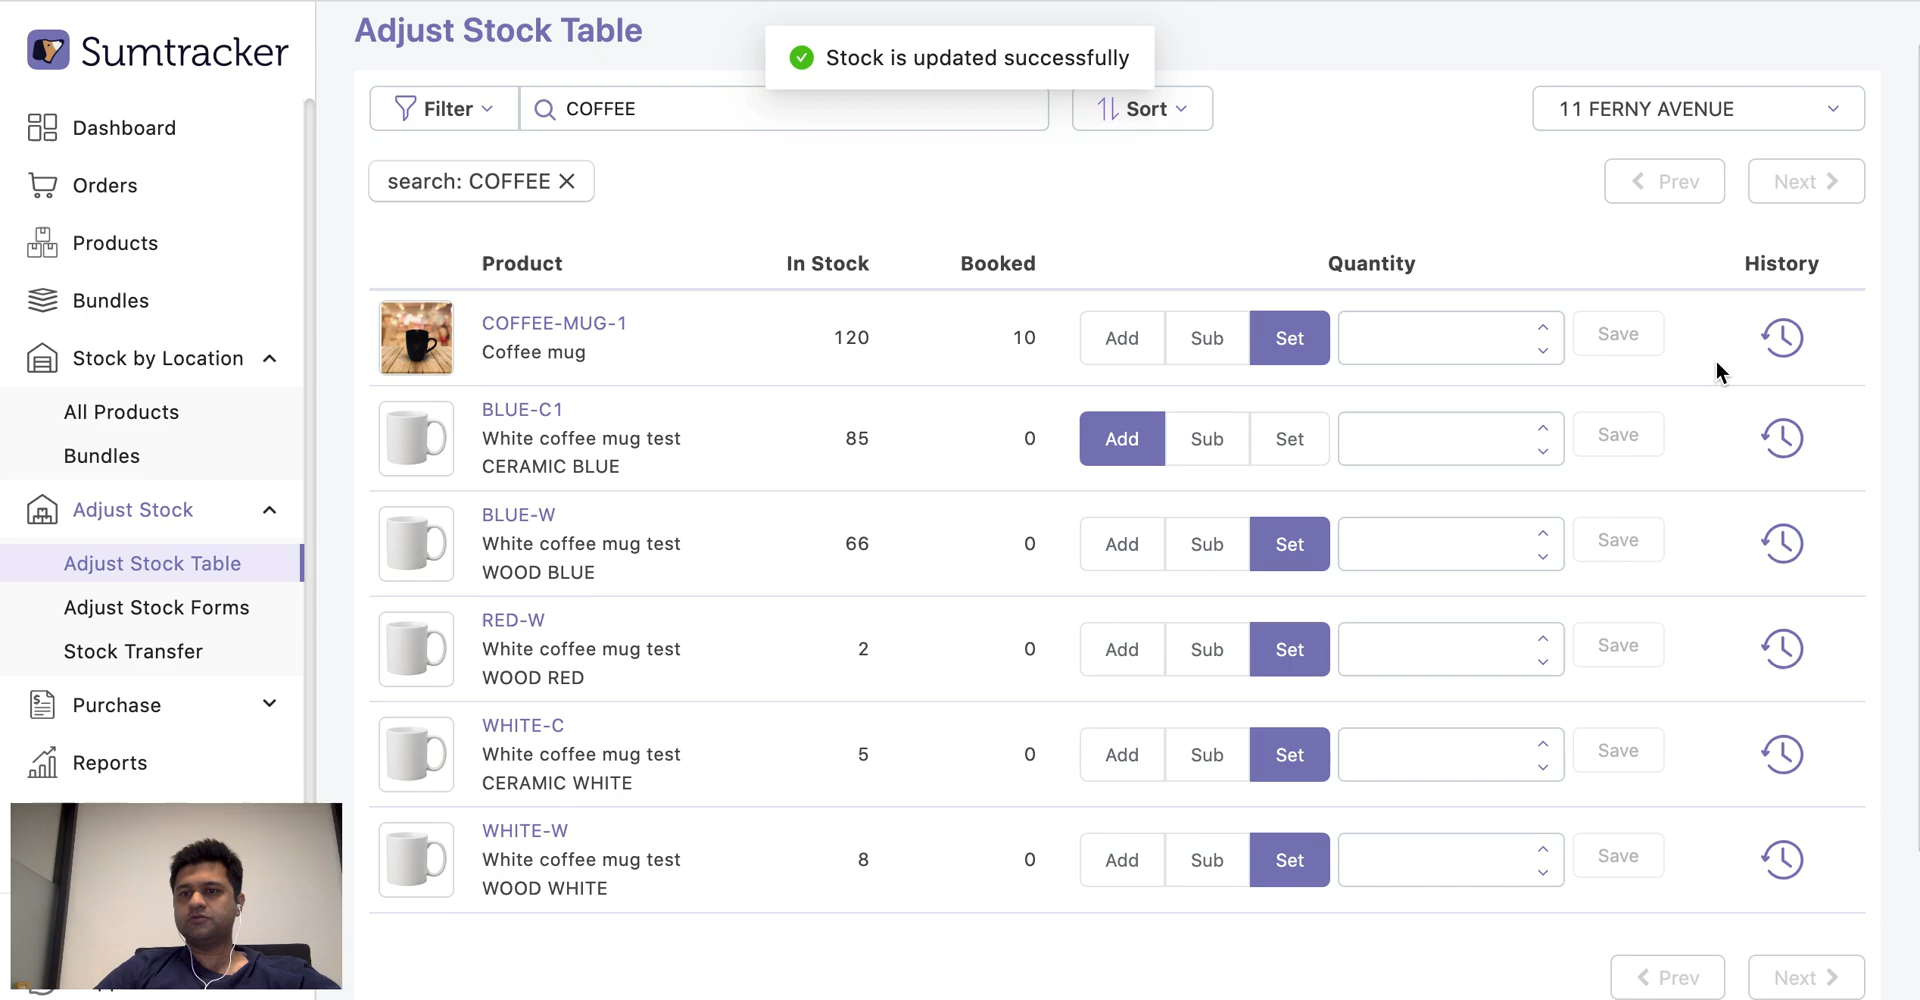 Sumtracker
Dashboard
Orders
Products
Bundles
Stock by Location
All Products
Bundles
Adjust Stock
Adjust Stock Table
Adjust Stock Forms
Stock Transfer
Purchase
Reports
Adjust Stock Table
Stock is updated successfully
Filter
COFFEE
Sort
11 FERNY AVENUE
search: COFFEE
Prev
Next
Product In Stock Booked Quantity History
COFFEE-MUG-1
Coffee mug
120 10 Add Sub Set Save
BLUE-C1
White coffee mug test
CERAMIC BLUE
85 0 Add Sub Set Save
BLUE-W
White coffee mug test
WOOD BLUE
66 0 Add Sub Set Save
RED-W
White coffee mug test
WOOD RED
2 0 Add Sub Set Save
WHITE-C
White coffee mug test
CERAMIC WHITE
5 0 Add Sub Set Save
WHITE-W
White coffee mug test
WOOD WHITE
8 0 Add Sub Set Save
Prev
Next